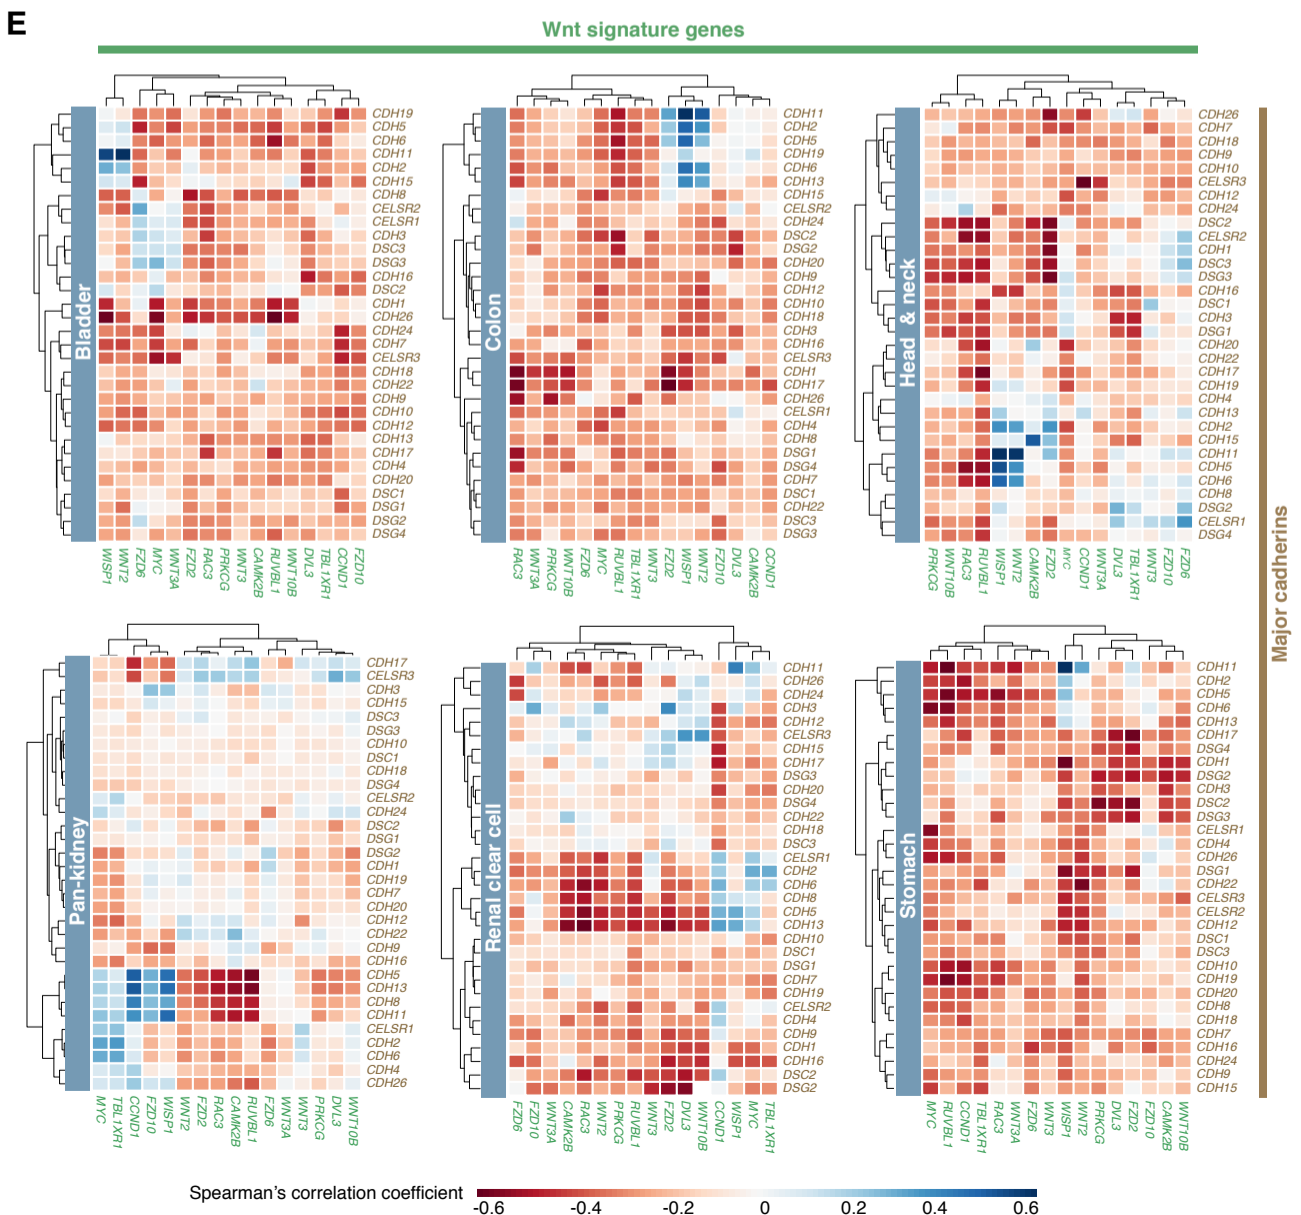 E
Wnt signature genes
Bladder
CDH19
CDH5
CDH6
CDH11
CDH2
CDH15
CDH8
CELSR2
CELSR1
CDH3
DSC3
DSG3
CDH16
DSC2
CDH1
CDH26
CDH24
CDH7
CELSR3
CDH18
CDH22
CDH9
CDH10
CDH12
CDH13
CDH17
CDH4
CDH20
DSC1
DSG1
DSG2
DSG4
WISP1
WNT2
FZD6
MYC
WNT3A
FZD2
RAC3
PRKCG
WNT3
CAMK2B
RUVBL1
WNT10B
DVL3
TBL1XR1
CCND1
FZD10
Colon
CDH11
CDH2
CDH5
CDH19
CDH6
CDH13
CDH15
CELSR2
CDH24
DSC2
DSG2
CDH20
CDH9
CDH12
CDH10
CDH18
CDH3
CDH16
CELSR3
CDH1
CDH17
CDH26
CELSR1
CDH4
CDH8
DSG1
DSG4
CDH7
DSC1
CDH22
DSC3
DSG3
RAC3
WNT3A
PRKCG
WNT10B
FZD6
MYC
RUVBL1
TBL1XR1
WNT3
FZD2
WISP1
WNT2
FZD10
DVL3
CAMK2B
CCND1
Head & neck
CDH26
CDH7
CDH18
CDH9
CDH10
CELSR3
CDH12
CDH24
DSC2
CELSR2
CDH1
DSC3
DSG3
CDH16
DSC1
CDH3
DSG1
CDH20
CDH22
CDH17
CDH19
CDH4
CDH13
CDH2
CDH15
CDH11
CDH5
CDH6
CDH8
DSG2
CELSR1
DSG4
PRKCG
WNT10B
RAC3
RUVBL1
WISP1
WNT2
CAMK2B
FZD2
MYC
CCND1
WNT3A
DVL3
TBL1XR1
WNT3
FZD10
FZD6
Major cadherins
Pan-kidney
CDH17
CELSR3
CDH3
CDH15
DSC3
DSG3
CDH10
DSC1
CDH18
DSG4
CELSR2
CDH24
DSC2
DSG1
DSG2
CDH1
CDH19
CDH7
CDH20
CDH12
CDH22
CDH9
CDH16
CDH5
CDH13
CDH8
CDH11
CELSR1
CDH2
CDH6
CDH4
CDH26
MYC
TBL1XR1
CCND1
FZD10
WISP1
WNT2
FZD2
RAC3
CAMK2B
RUVBL1
FZD6
WNT3A
WNT3
PRKCG
DVL3
WNT10B
Renal clear cell
CDH11
CDH26
CDH24
CDH3
CDH12
CELSR3
CDH15
CDH17
DSG3
CDH20
DSG4
CDH22
CDH18
DSC3
CELSR1
CDH2
CDH6
CDH8
CDH5
CDH13
CDH10
DSC1
DSG1
CDH7
CDH19
CELSR2
CDH4
CDH9
CDH1
CDH16
DSC2
DSG2
FZD6
FZD10
WNT3A
CAMK2B
RAC3
WNT2
PRKCG
RUVBL1
WNT3
FZD2
DVL3
WNT10B
CCND1
WISP1
MYC
TBL1XR1
Stomach
CDH11
CDH2
CDH5
CDH6
CDH13
CDH17
DSG4
CDH1
DSG2
CDH3
DSC2
DSG3
CELSR1
CDH4
CDH26
DSG1
CDH22
CELSR3
CELSR2
CDH12
DSC1
DSC3
CDH10
CDH19
CDH20
CDH8
CDH18
CDH7
CDH16
CDH24
CDH9
CDH15
MYC
RUVBL1
CCND1
TBL1XR1
RAC3
WNT3A
FZD6
WNT3
WISP1
WNT2
PRKCG
DVL3
FZD2
FZD10
CAMK2B
WNT10B
Spearman's correlation coefficient
-0.6 -0.4 -0.2 0 0.2 0.4 0.6